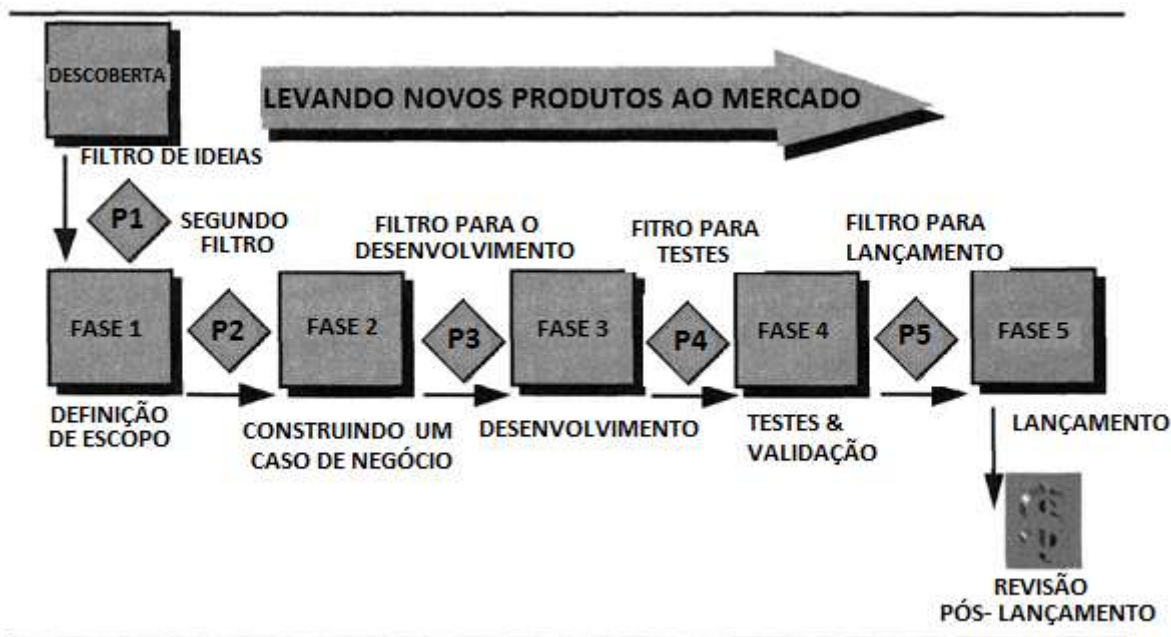 DESCOBERTA
LEVANDO NOVOS PRODUTOS AO MERCADO
FILTRO DE IDEIAS
P1
SEGUNDO
FILTRO
FILTRO PARA O
DESENVOLVIMENTO
FITRO PARA
TESTES
FILTRO PARA
LANÇAMENTO
FASE 1
P2
FASE 2
P3
FASE 3
P4
FASE 4
P5
FASE 5
DEFINIÇÃO
DE ESCOPO
CONSTRUINDO UM
CASO DE NEGÓCIO
DESENVOLVIMENTO
TESTES &
VALIDAÇÃO
LANÇAMENTO
REVISÃO
PÓS- LANÇAMENTO